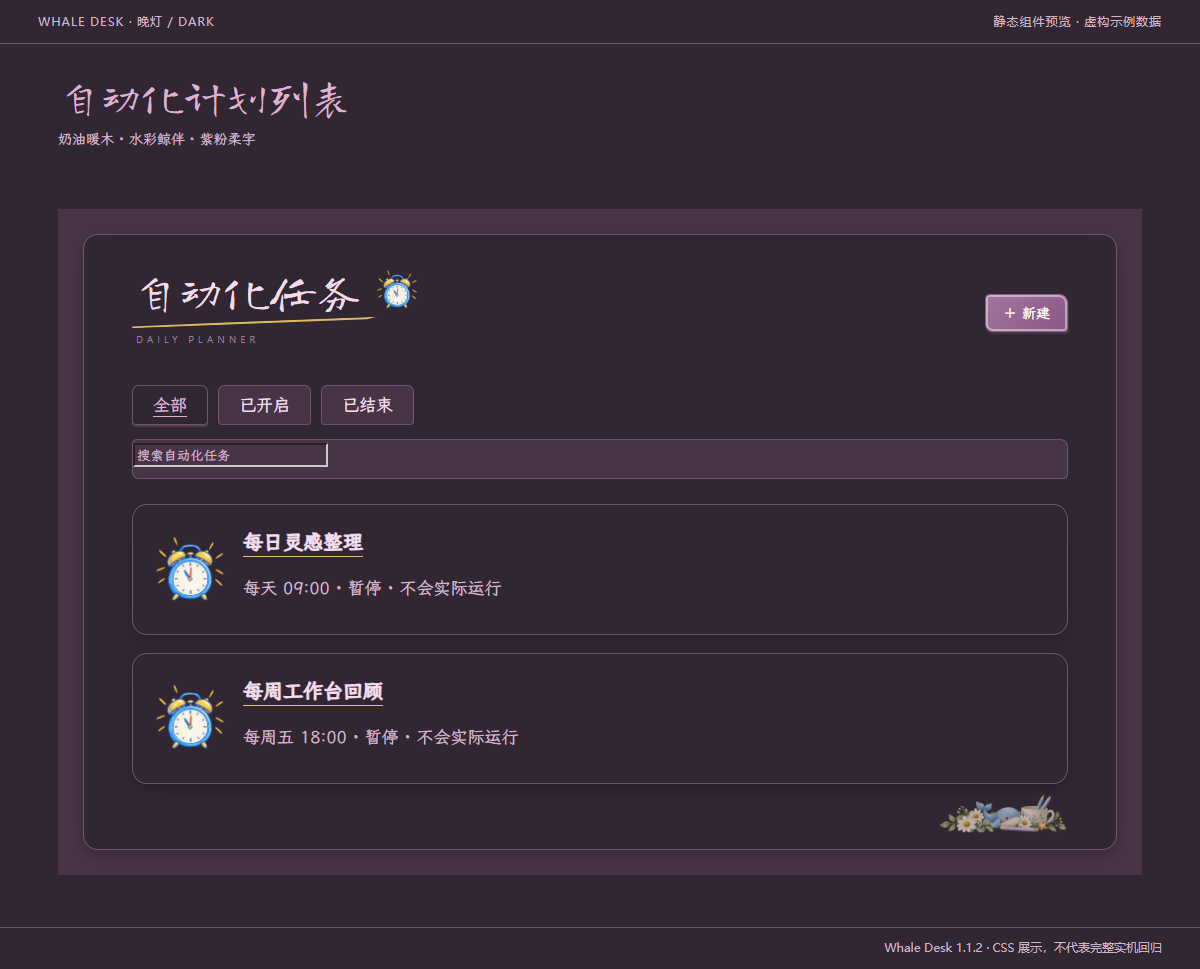 WHALE DESK · 晚灯 / DARK
静态组件预览 · 虚构示例数据
自动化计划列表
奶油暖木・水彩鲸伴・紫粉柔字
自动化任务
DAILY PLANNER
+ 新建
全部 已开启 已结束
搜索自动化任务
每日灵感整理
每天 09:00・暂停・不会实际运行
每周工作台回顾
每周五 18:00・暂停・不会实际运行
Whale Desk 1.1.2 · CSS 展示，不代表完整实机回归